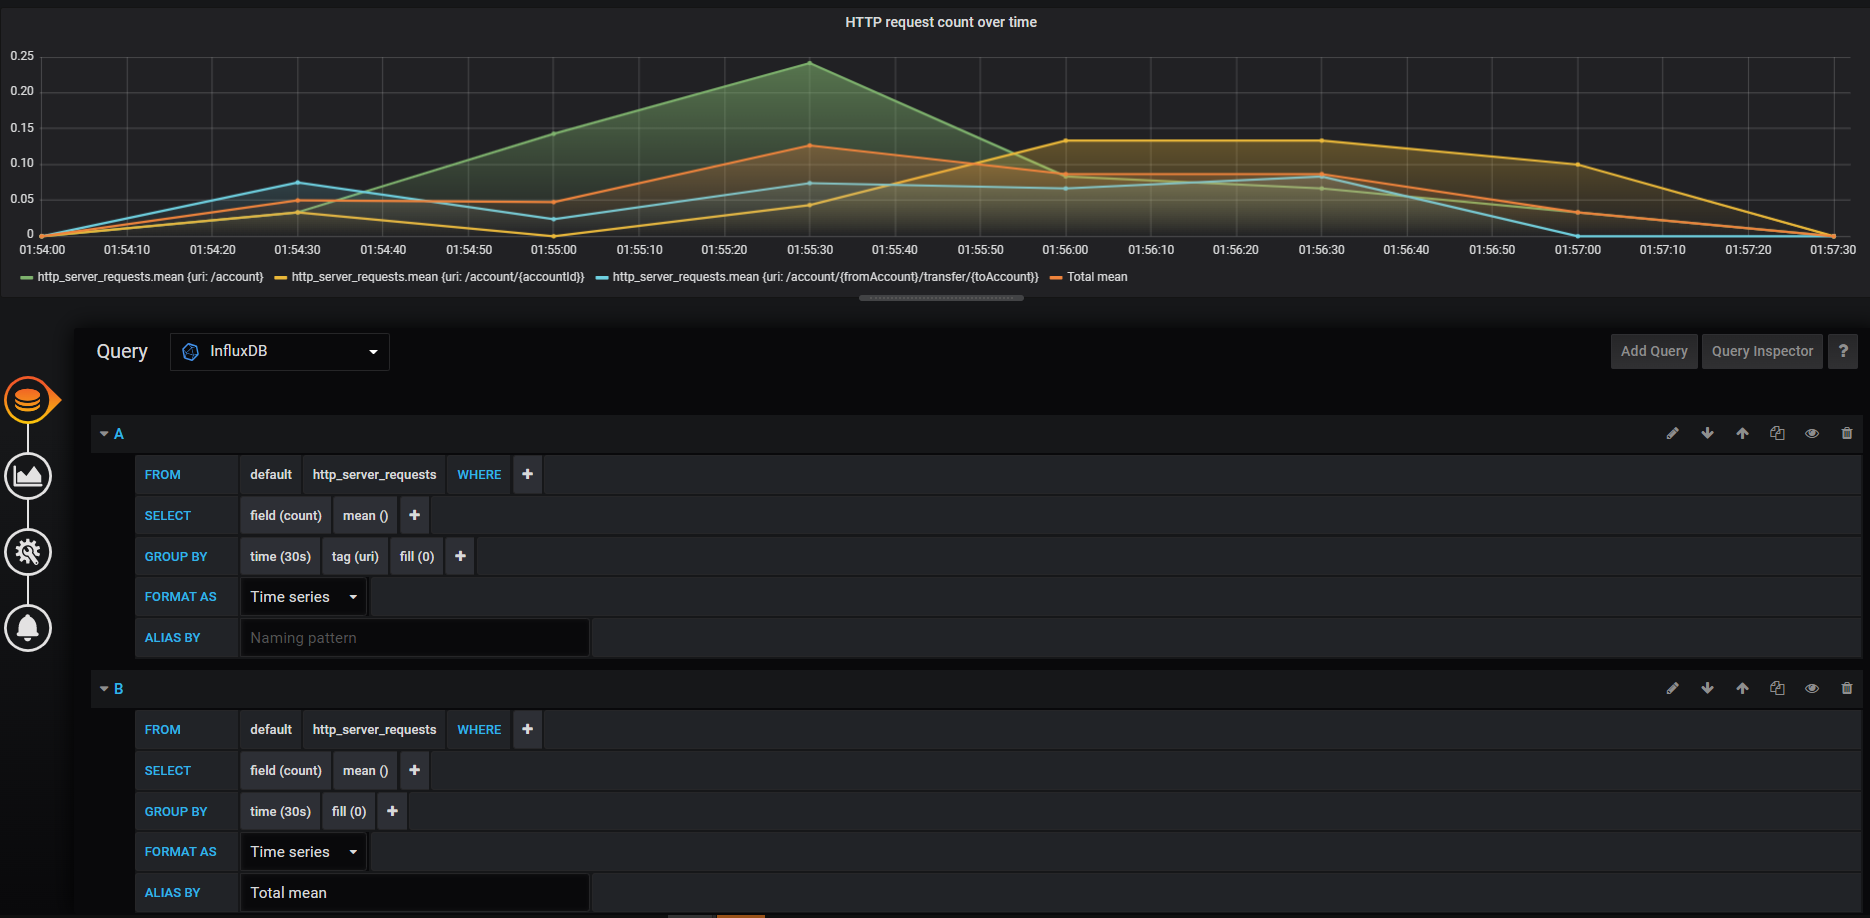 HTTP request count over time
0.25
0.20
0.15
0.10
0.05
0
01:54:00 01:54:10 01:54:20 01:54:30 01:54:40 01:54:50 01:55:00 01:55:10 01:55:20 01:55:30 01:55:40 01:55:50 01:56:00 01:56:10 01:56:20 01:56:30 01:56:40 01:56:50 01:57:00 01:57:10 01:57:20 01:57:30
http_server_requests.mean {uri: /account} http_server_requests.mean {uri: /account/{accountId}} http_server_requests.mean {uri: /account/{fromAccount}/transfer/{toAccount}} Total mean
Query InfluxDB Add Query Query Inspector ?
A
FROM default http_server_requests WHERE +
SELECT field (count) mean () +
GROUP BY time (30s) tag (uri) fill (0) +
FORMAT AS Time series
ALIAS BY Naming pattern
B
FROM default http_server_requests WHERE +
SELECT field (count) mean () +
GROUP BY time (30s) fill (0) +
FORMAT AS Time series
ALIAS BY Total mean